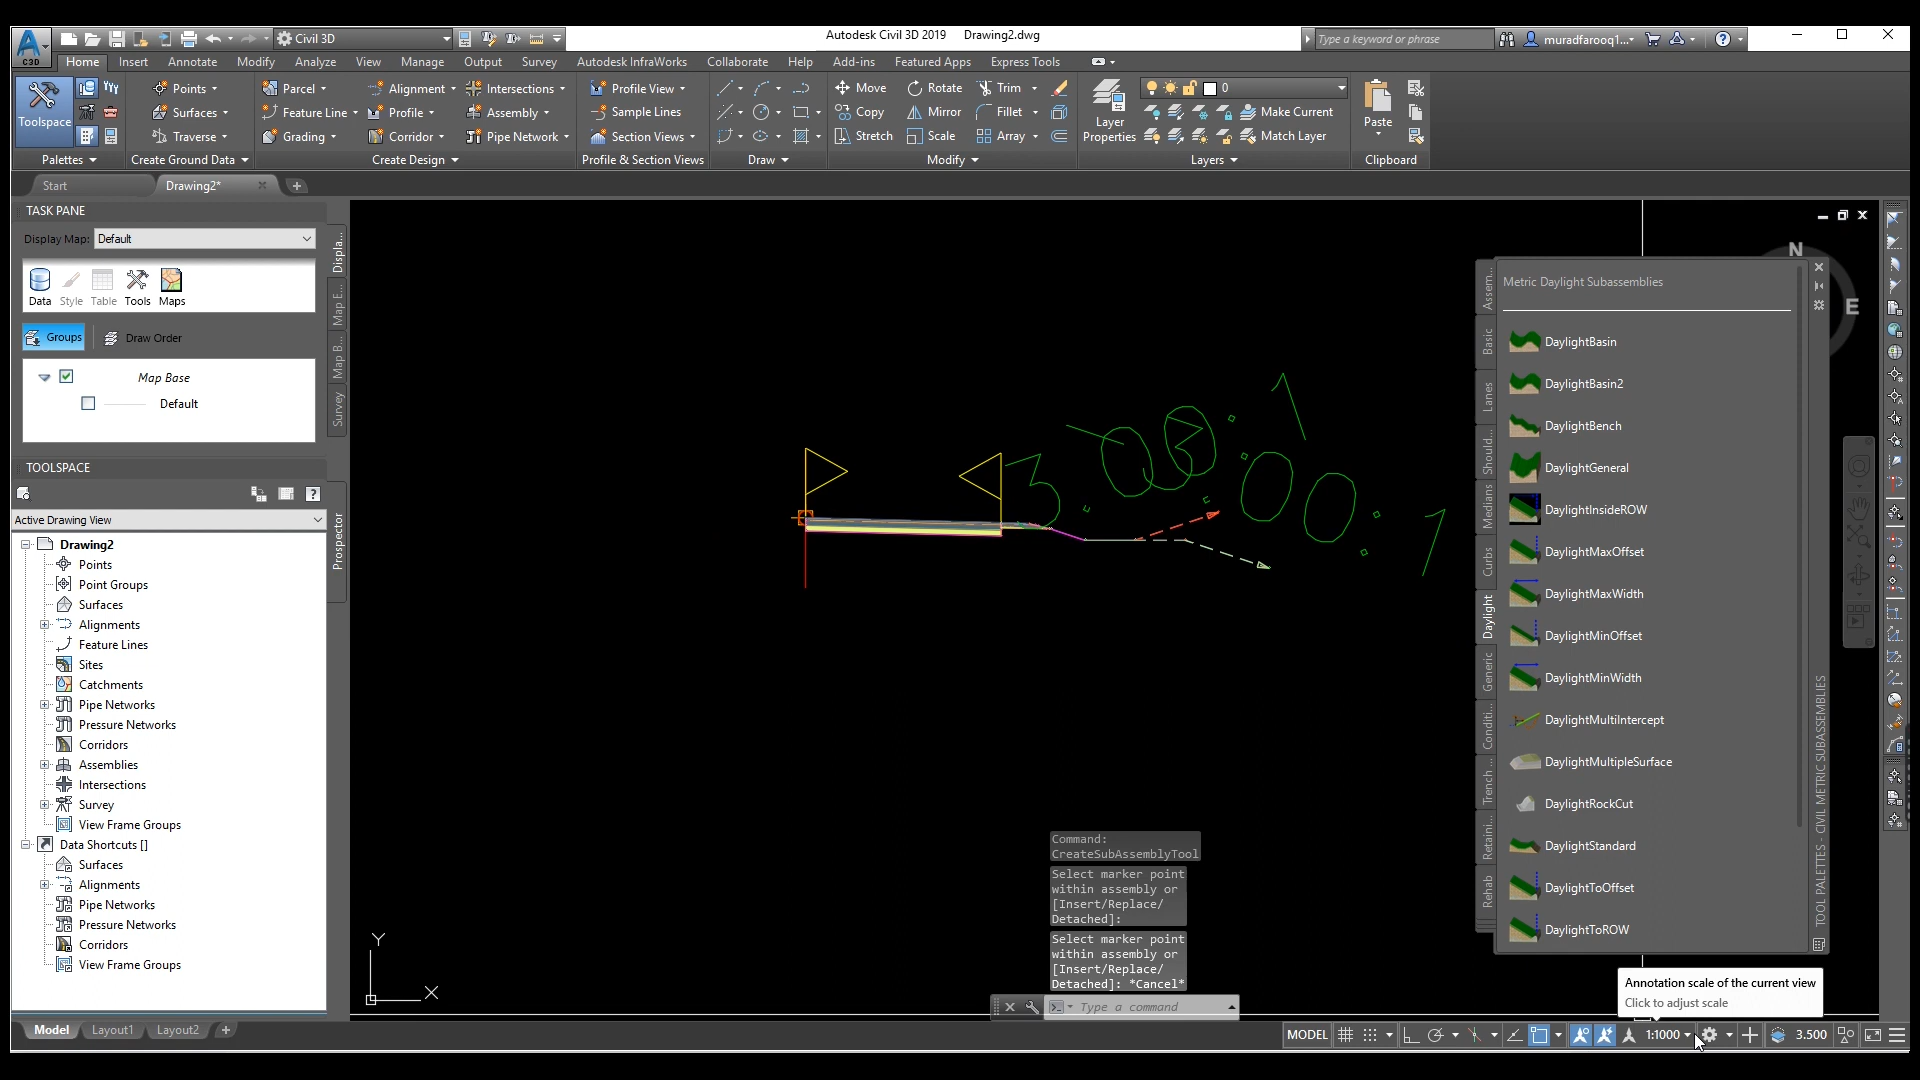 C3D
Civil 3D
Autodesk Civil 3D 2019 Drawing2.dwg
Type a keyword or phrase
muradfarooq1...
Home Insert Annotate Modify Analyze View Manage Output Survey Autodesk InfraWorks Collaborate Help Add-ins Featured Apps Express Tools
Toolspace
Points
Surfaces
Traverse
Parcel
Feature Line
Grading
Alignment
Profile
Corridor
Intersections
Assembly
Pipe Network
Profile View
Sample Lines
Section Views
Move
Copy
Stretch
Rotate
Mirror
Scale
Trim
Fillet
Array
Layer
Properties
0
Make Current
Match Layer
Paste
Palettes Create Ground Data Create Design Profile & Section Views Draw Modify Layers Clipboard
Start Drawing2*
TASK PANE
Display Map: Default
Data Style Table Tools Maps
Groups Draw Order
Map Base
Default
Displa...
Map E...
Map B...
Survey
TOOLSPACE
Active Drawing View
Prospector
Drawing2
Points
Point Groups
Surfaces
Alignments
Feature Lines
Sites
Catchments
Pipe Networks
Pressure Networks
Corridors
Assemblies
Intersections
Survey
View Frame Groups
Data Shortcuts []
Surfaces
Alignments
Pipe Networks
Pressure Networks
Corridors
View Frame Groups
N
E
Y
X
Metric Daylight Subassemblies
DaylightBasin
DaylightBasin2
DaylightBench
DaylightGeneral
DaylightInsideROW
DaylightMaxOffset
DaylightMaxWidth
DaylightMinOffset
DaylightMinWidth
DaylightMultiIntercept
DaylightMultipleSurface
DaylightRockCut
DaylightStandard
DaylightToOffset
DaylightToROW
Assem...
Basic
Lanes
Should...
Medians
Curbs
Daylight
Generic
Conditi...
Trench ...
Retaini...
Rehab
TOOL PALETTES - CIVIL METRIC SUBASSEMBLIES
Command:
CreateSubAssemblyTool
Select marker point
within assembly or
[Insert/Replace/
Detached]:
Select marker point
within assembly or
[Insert/Replace/
Detached]: *Cancel*
Type a command
Annotation scale of the current view
Click to adjust scale
Model Layout1 Layout2
MODEL 1:1000 3.500